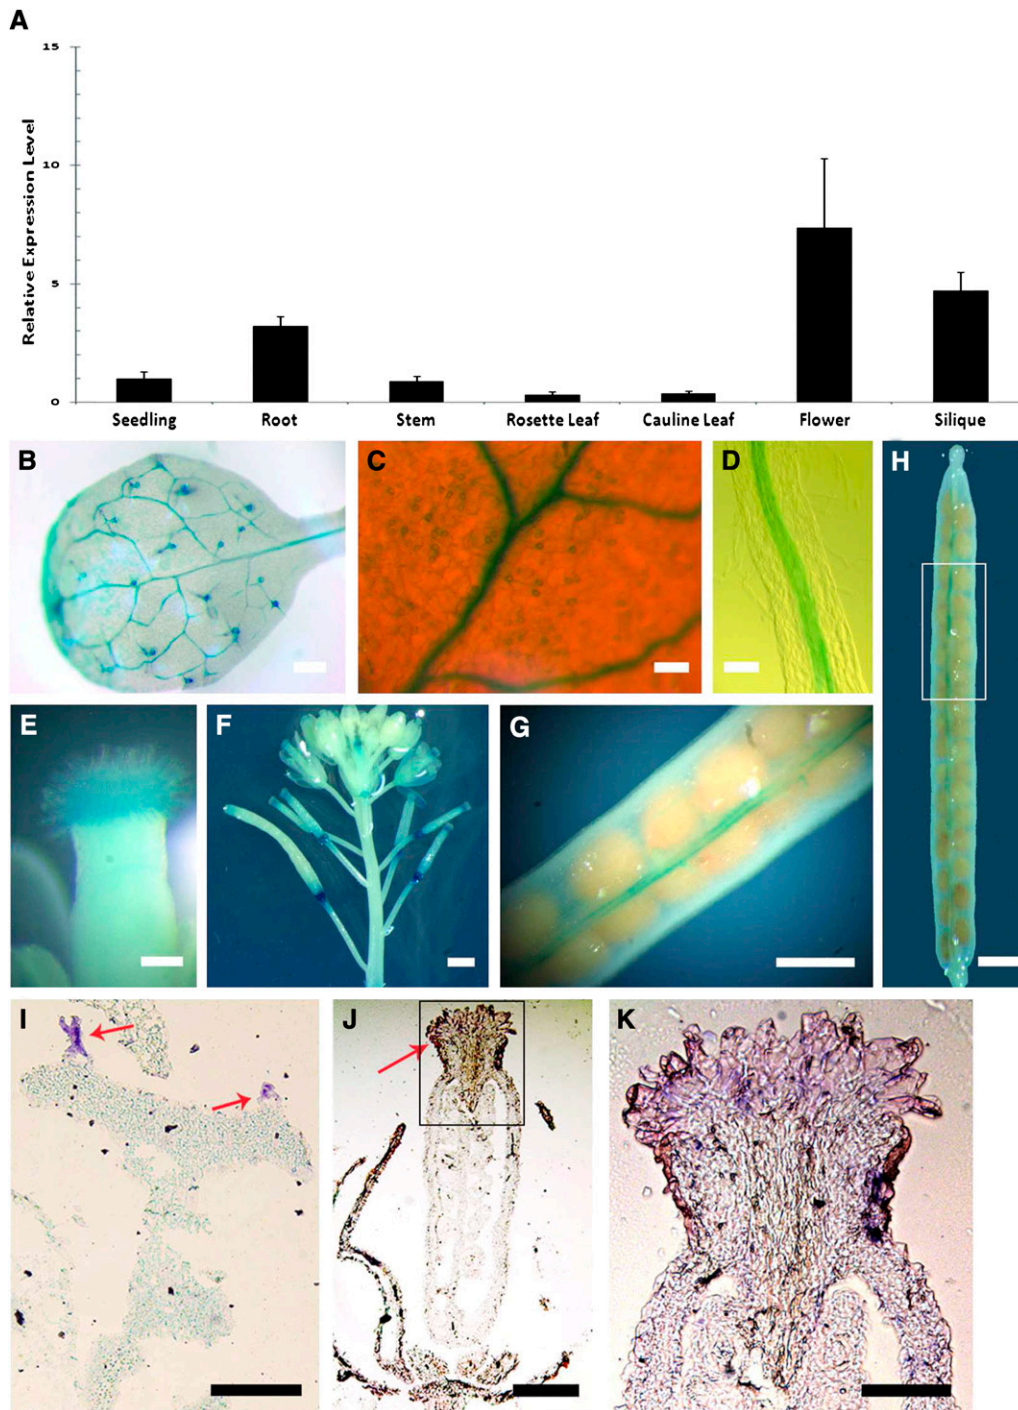 A
15
10
5
0
Relative Expression Level
Seedling Root Stem Rosette Leaf Cauline Leaf Flower Silique
B
C
D
H
E
F
G
I
J
K